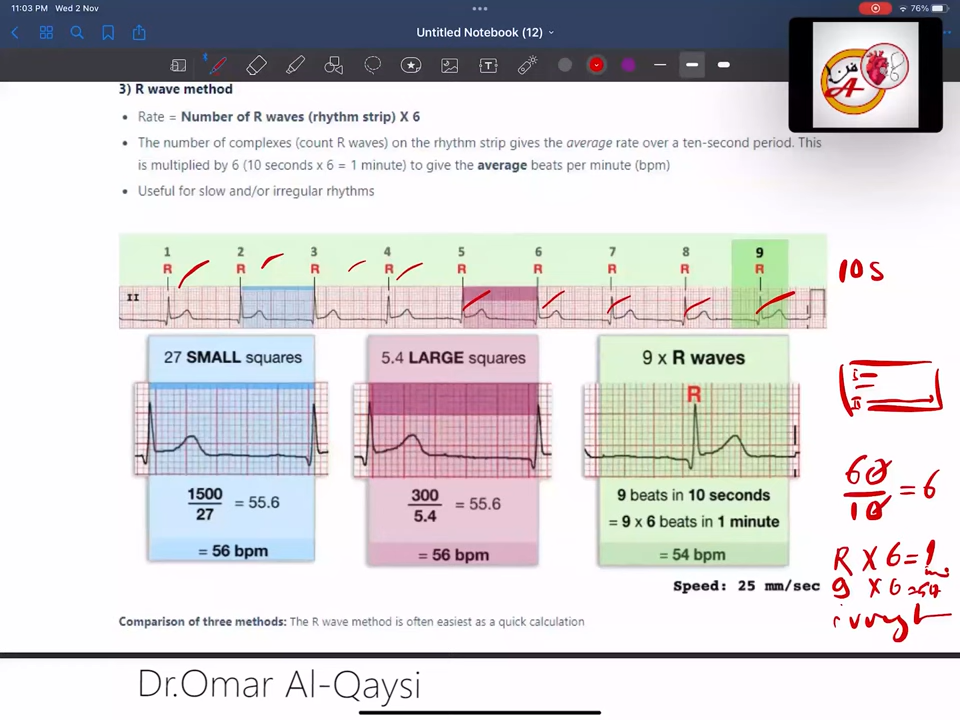 11:03 PM Wed 2 Nov
76%
Untitled Notebook (12)
فن
A
3) R wave method
• Rate = Number of R waves (rhythm strip) X 6
• The number of complexes (count R waves) on the rhythm strip gives the average rate over a ten-second period. This
is multiplied by 6 (10 seconds x 6 = 1 minute) to give the average beats per minute (bpm)
• Useful for slow and/or irregular rhythms
1 2 3 4 5 6 7 8 9
R R R R R R R R R
10s
II
27 SMALL squares
5.4 LARGE squares
9 x R waves
R
1500
27
= 55.6
= 56 bpm
300
5.4
= 55.6
= 56 bpm
9 beats in 10 seconds
= 9 x 6 beats in 1 minute
= 54 bpm
60
10
= 6
R X 6 = 1
9 X 6 = 54
Speed: 25 mm/sec
Comparison of three methods: The R wave method is often easiest as a quick calculation
Dr.Omar Al-Qaysi